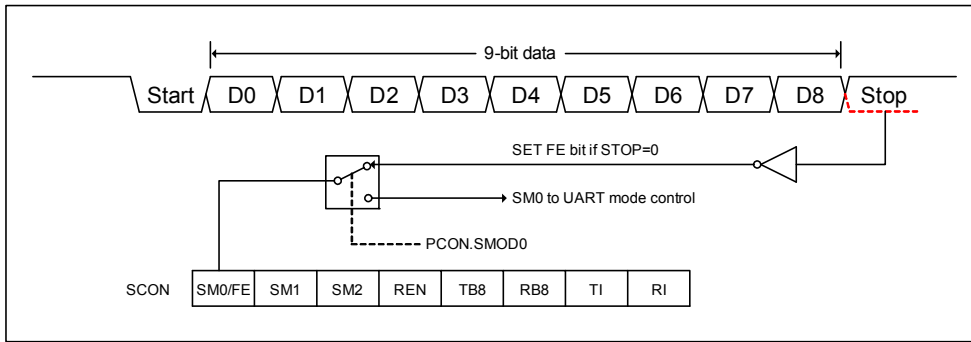 9-bit data
Start D0 D1 D2 D3 D4 D5 D6 D7 D8 Stop
SET FE bit if STOP=0
SM0 to UART mode control
PCON.SMOD0
SCON SM0/FE SM1 SM2 REN TB8 RB8 TI RI